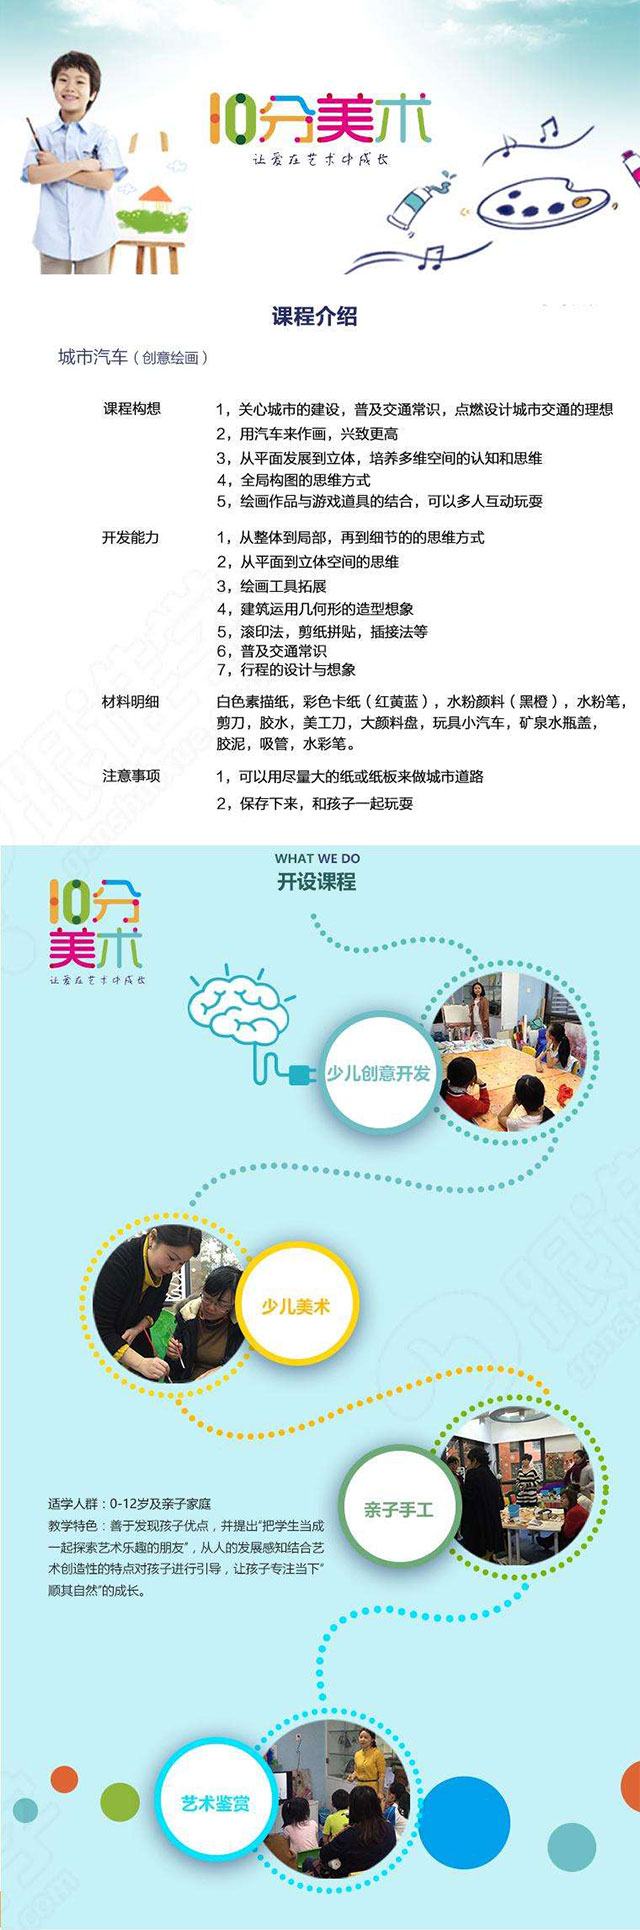 10分美术
让爱在艺术中成长
课程介绍
城市汽车（创意绘画）
课程构想
1，关心城市的建设，普及交通常识，点燃设计城市交通的理想
2，用汽车来作画，兴致更高
3，从平面发展到立体，培养多维空间的认知和思维
4，全局构图的思维方式
5，绘画作品与游戏道具的结合，可以多人互动玩耍
开发能力
1，从整体到局部，再到细节的的思维方式
2，从平面到立体空间的思维
3，绘画工具拓展
4，建筑运用几何形的造型想象
5，滚印法，剪纸拼贴，插接法等
6，普及交通常识
7，行程的设计与想象
材料明细
白色素描纸，彩色卡纸（红黄蓝），水粉颜料（黑橙），水粉笔，
剪刀，胶水，美工刀，大颜料盘，玩具小汽车，矿泉水瓶盖，
胶泥，吸管，水彩笔。
注意事项
1，可以用尽量大的纸或纸板来做城市道路
2，保存下来，和孩子一起玩耍
WHAT WE DO
开设课程
10分
美术
让爱在艺术中成长
少儿创意开发
少儿美术
亲子手工
适学人群：0-12岁及亲子家庭
教学特色：善于发现孩子优点，并提出“把学生当成
一起探索艺术乐趣的朋友”，从人的发展感知结合艺
术创造性的特点对孩子进行引导，让孩子专注当下“
顺其自然”的成长。
艺术鉴赏